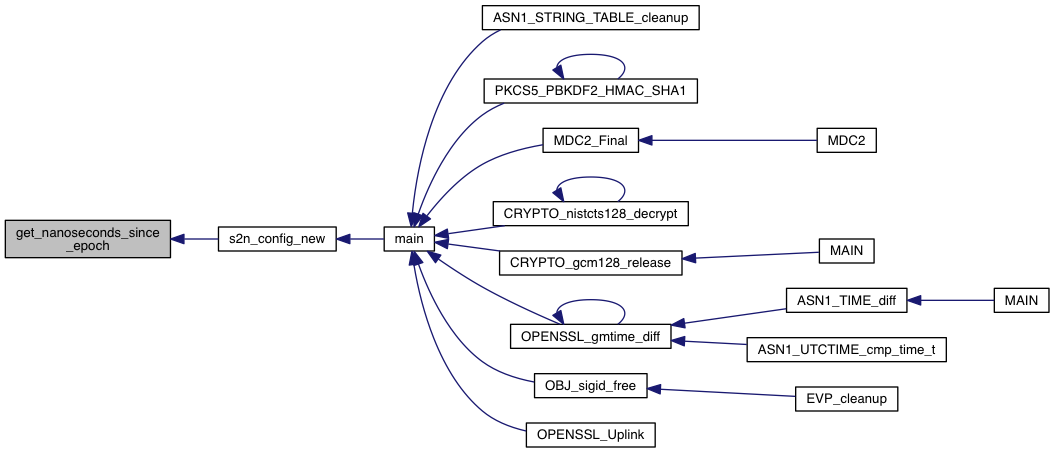 ASN1_STRING_TABLE_cleanup
PKCS5_PBKDF2_HMAC_SHA1
MDC2_Final
MDC2
CRYPTO_nistcts128_decrypt
get_nanoseconds_since
_epoch
s2n_config_new
main
CRYPTO_gcm128_release
MAIN
ASN1_TIME_diff
MAIN
OPENSSL_gmtime_diff
ASN1_UTCTIME_cmp_time_t
OBJ_sigid_free
EVP_cleanup
OPENSSL_Uplink